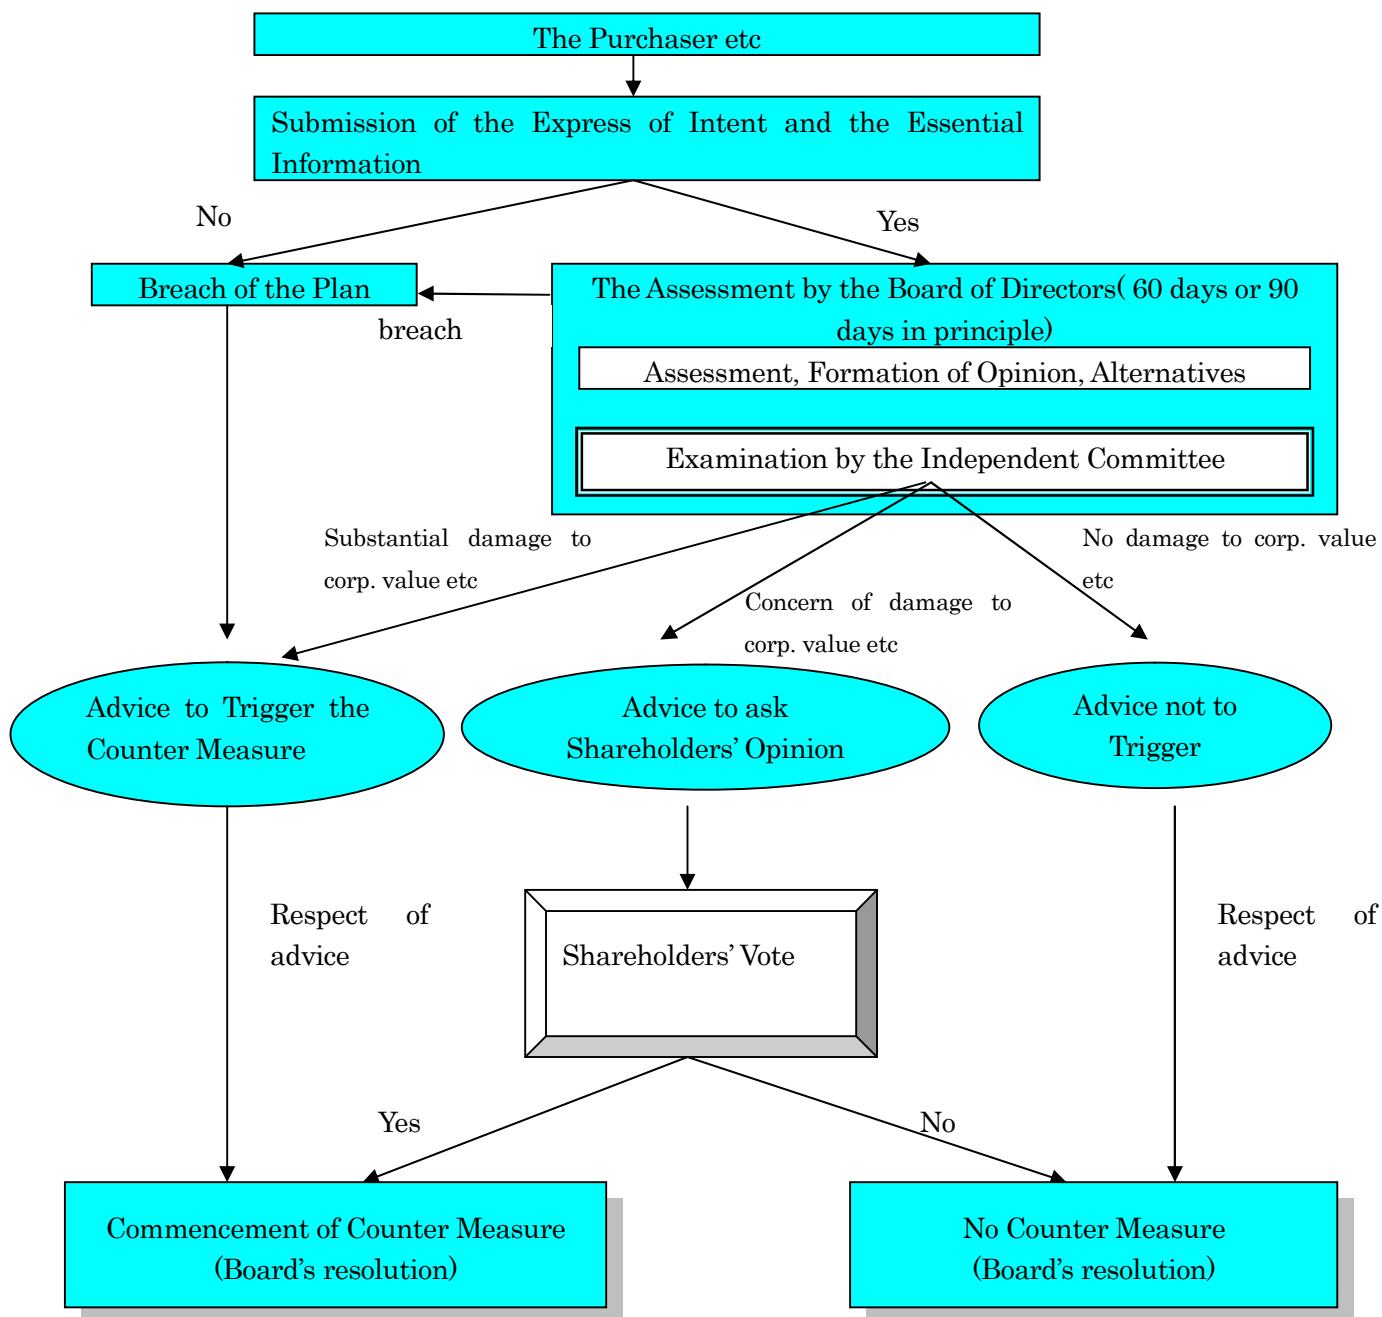 The Purchaser etc
Submission of the Express of Intent and the Essential
Information
No
Yes
Breach of the Plan
The Assessment by the Board of Directors( 60 days or 90
days in principle)
breach
Assessment, Formation of Opinion, Alternatives
Examination by the Independent Committee
Substantial damage to
corp. value etc
No damage to corp. value
etc
Concern of damage to
corp. value etc
Advice to Trigger the
Counter Measure
Advice to ask
Shareholders’ Opinion
Advice not to
Trigger
Respect of
advice
Shareholders’ Vote
Respect of
advice
Yes
No
Commencement of Counter Measure
(Board’s resolution)
No Counter Measure
(Board’s resolution)